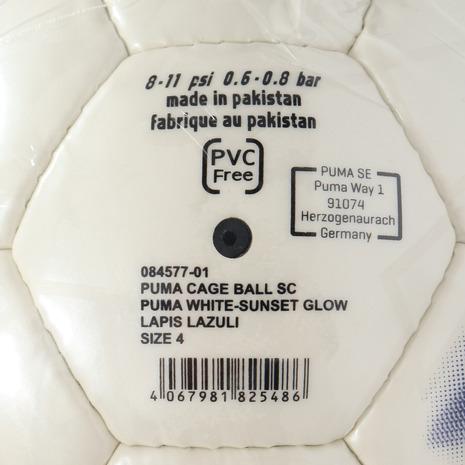 8-11 psi 0.6-0.8 bar
made in pakistan
fabrique au pakistan
PVC
Free
PUMA SE
Puma Way 1
91074
Herzogenaurach
Germany
084577-01
PUMA CAGE BALL SC
PUMA WHITE-SUNSET GLOW
LAPIS LAZULI
SIZE 4
4 067981 825486